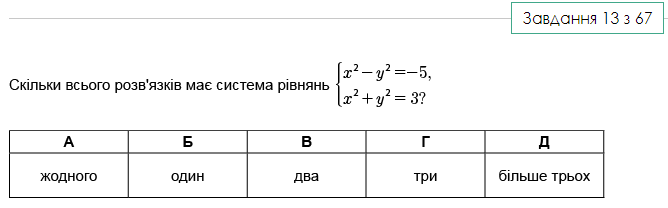 Завдання 13 з 67
Скільки всього розв'язків має система рівнянь {x² − y² = −5,
x² + y² = 3?
А Б В Г Д
жодного один два три більше трьох